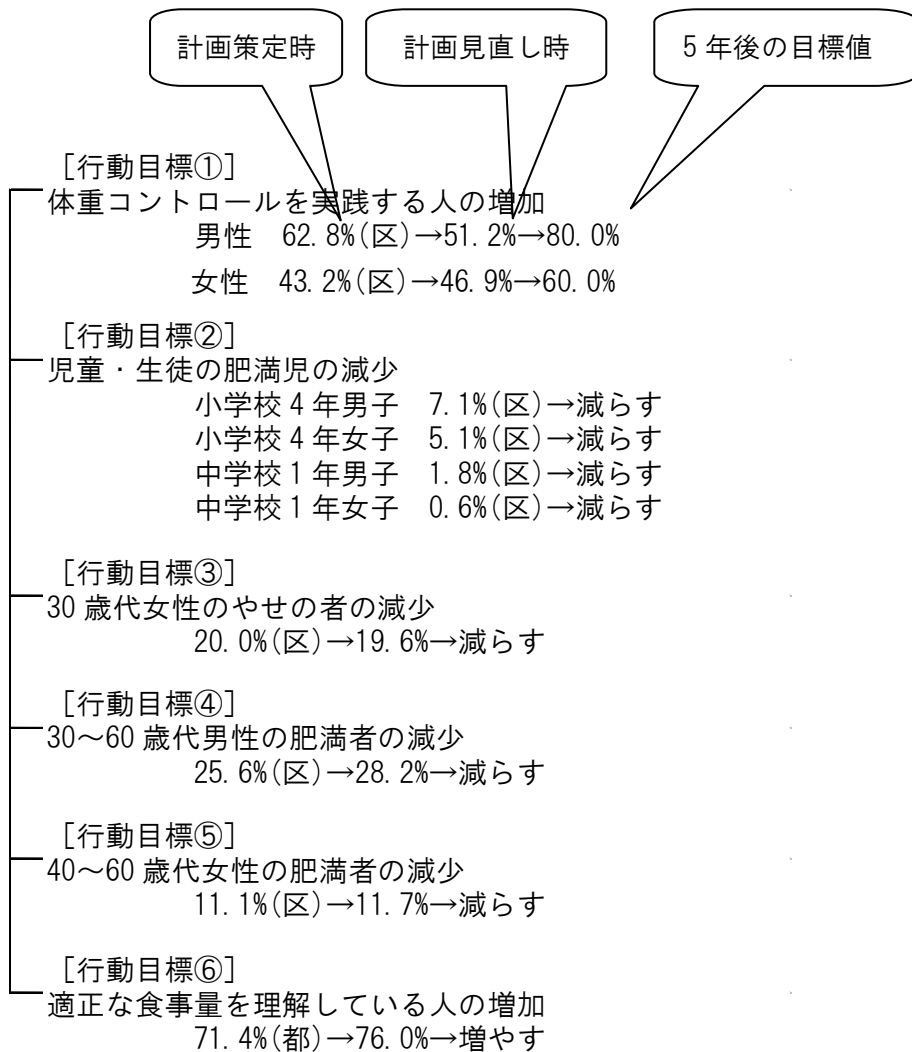 計画策定時
計画見直し時
5年後の目標値
［行動目標①］
体重コントロールを実践する人の増加
男性　62.8%(区)→51.2%→80.0%
女性　43.2%(区)→46.9%→60.0%
［行動目標②］
児童・生徒の肥満児の減少
小学校4年男子　7.1%(区)→減らす
小学校4年女子　5.1%(区)→減らす
中学校1年男子　1.8%(区)→減らす
中学校1年女子　0.6%(区)→減らす
［行動目標③］
30歳代女性のやせの者の減少
20.0%(区)→19.6%→減らす
［行動目標④］
30～60歳代男性の肥満者の減少
25.6%(区)→28.2%→減らす
［行動目標⑤］
40～60歳代女性の肥満者の減少
11.1%(区)→11.7%→減らす
［行動目標⑥］
適正な食事量を理解している人の増加
71.4%(都)→76.0%→増やす